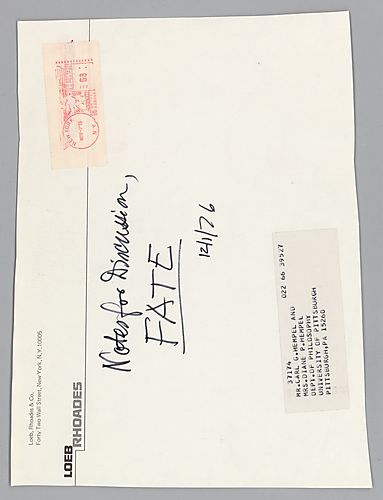 LOEB
RHOADES
Loeb, Rhoades & Co.
Forty Two Wall Street, New York, N.Y. 10005
N.Y.
Notes for Discussion,
FATE
12/1/76
022 66 39527
37174
MR.CARL G.HEMPEL AND
MRS.DIANE P.HEMPEL
DEPT.OF PHILOSOPHY
UNIVERSITY OF PITTSBURGH
PITTSBURGH,PA 15260